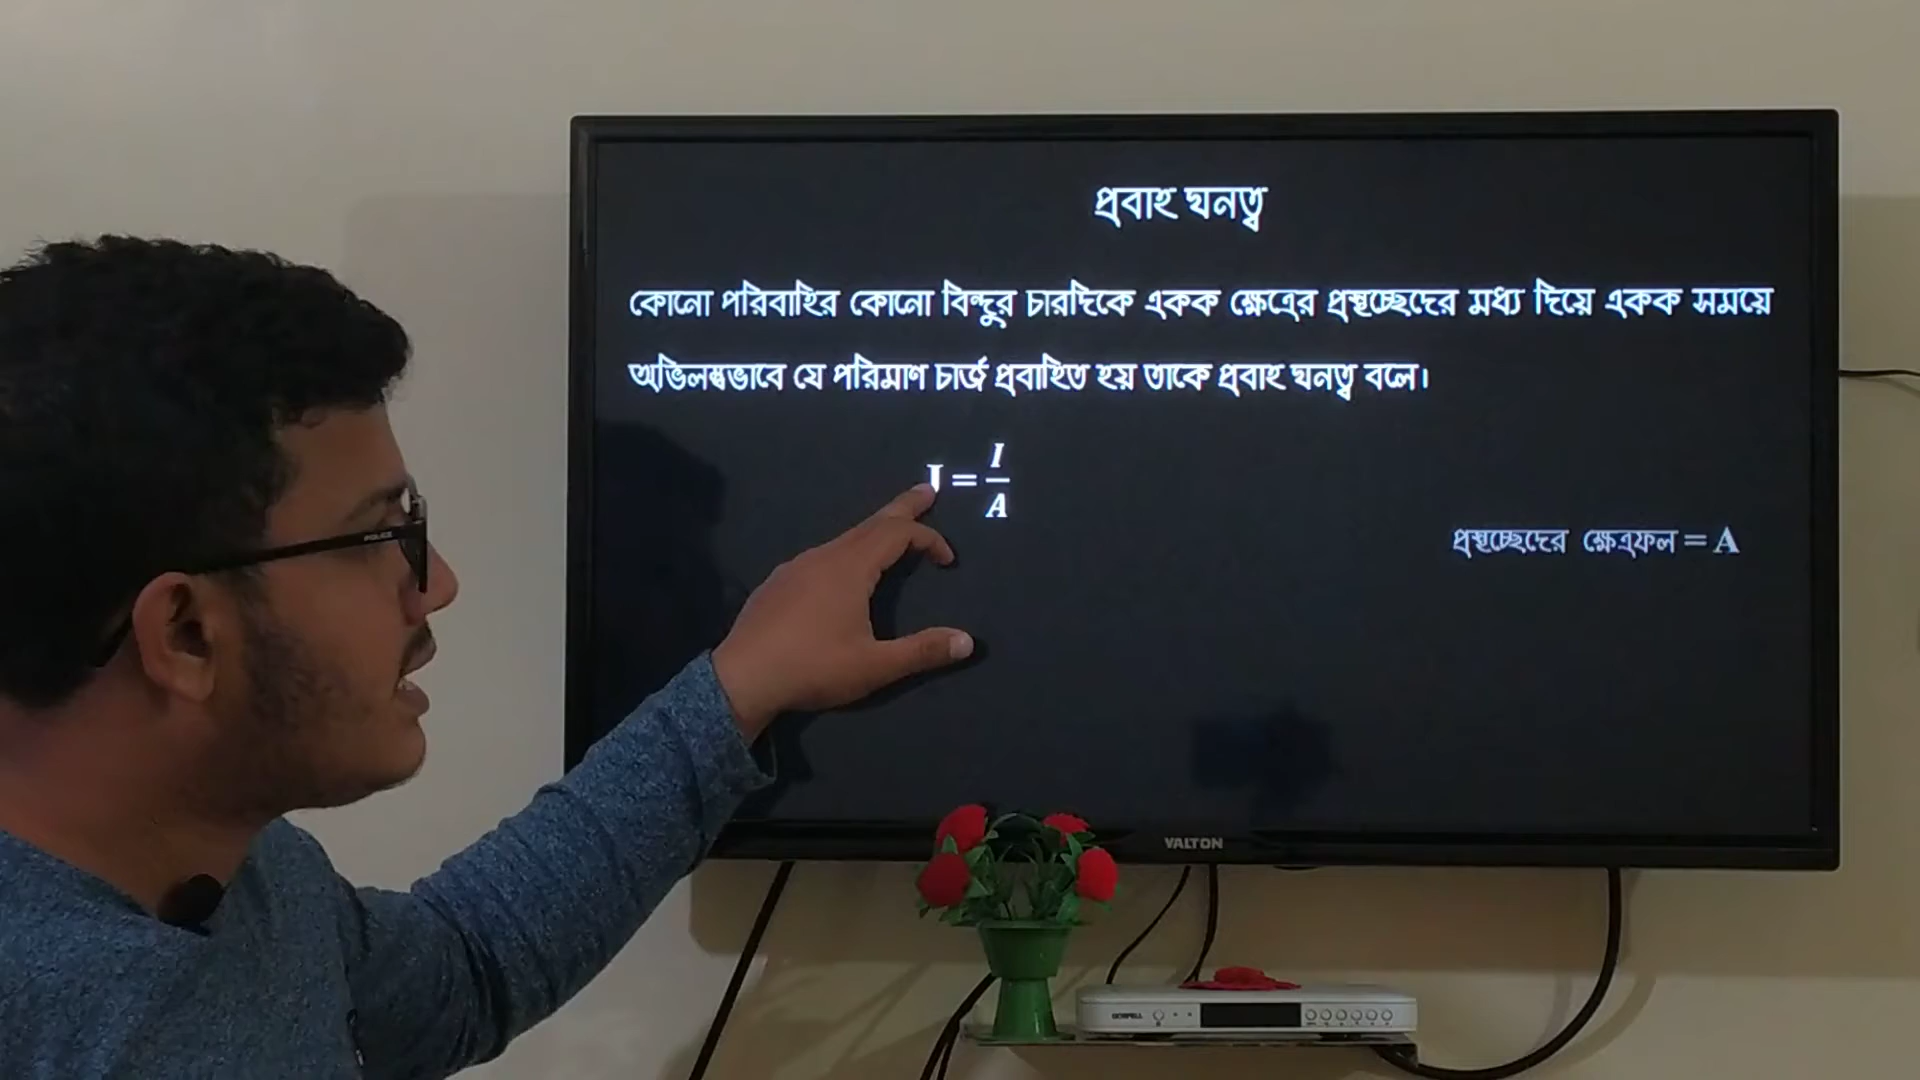 প্রবাহ ঘনত্ব
কোনো পরিবাহির কোনো বিন্দুর চারদিকে একক ক্ষেত্রের প্রস্থচ্ছেদের মধ্য দিয়ে একক সময়ে
অভিলম্বভাবে যে পরিমাণ চার্জ প্রবাহিত হয় তাকে প্রবাহ ঘনত্ব বলে।
J = I/A
প্রস্থচ্ছেদের ক্ষেত্রফল = A
POLICE
VALTON